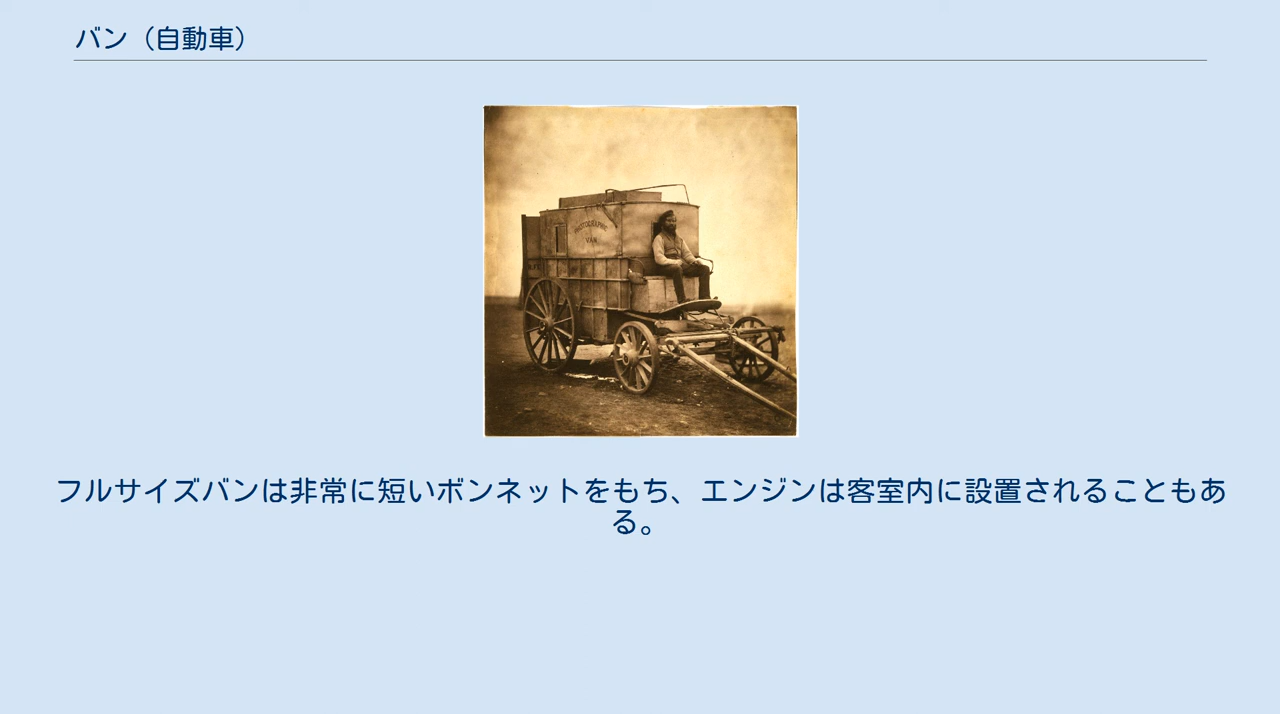 バン（自動車）
PHOTOGRAPHIC
VAN
フルサイズバンは非常に短いボンネットをもち、エンジンは客室内に設置されることもあ
る。